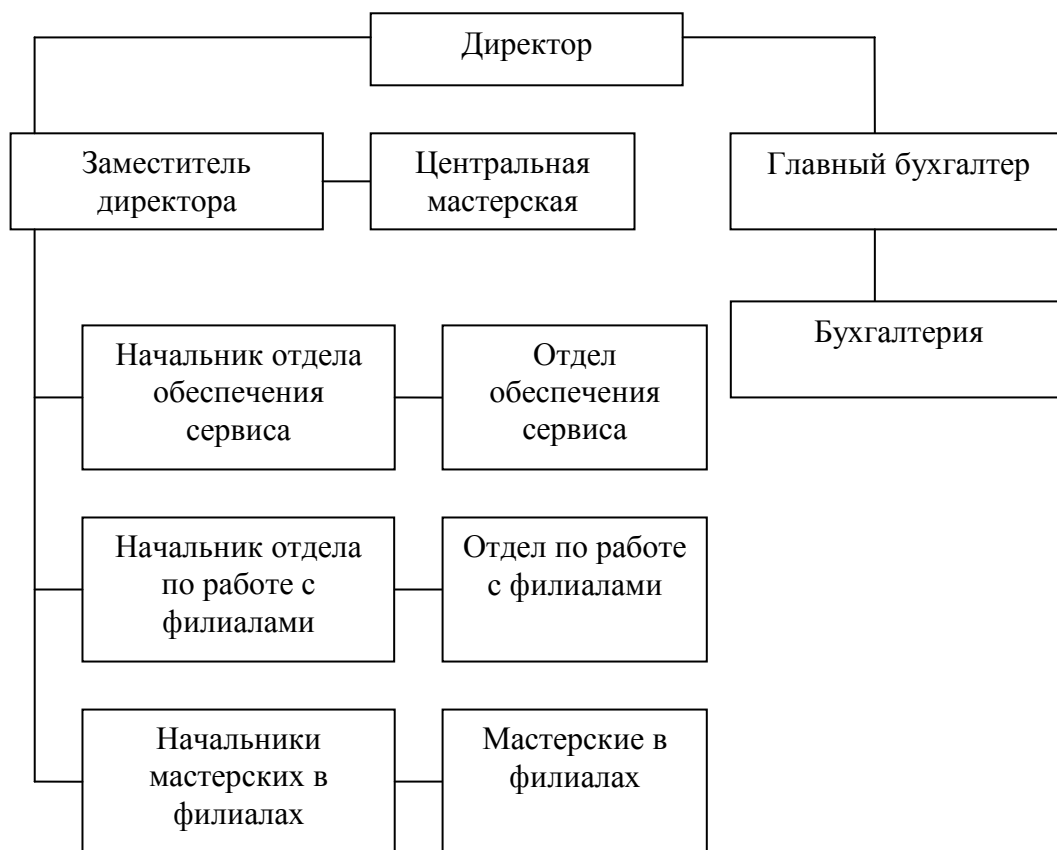 Директор
Заместитель
директора
Центральная
мастерская
Главный бухгалтер
Бухгалтерия
Начальник отдела
обеспечения
сервиса
Отдел
обеспечения
сервиса
Начальник отдела
по работе с
филиалами
Отдел по работе
с филиалами
Начальники
мастерских в
филиалах
Мастерские в
филиалах